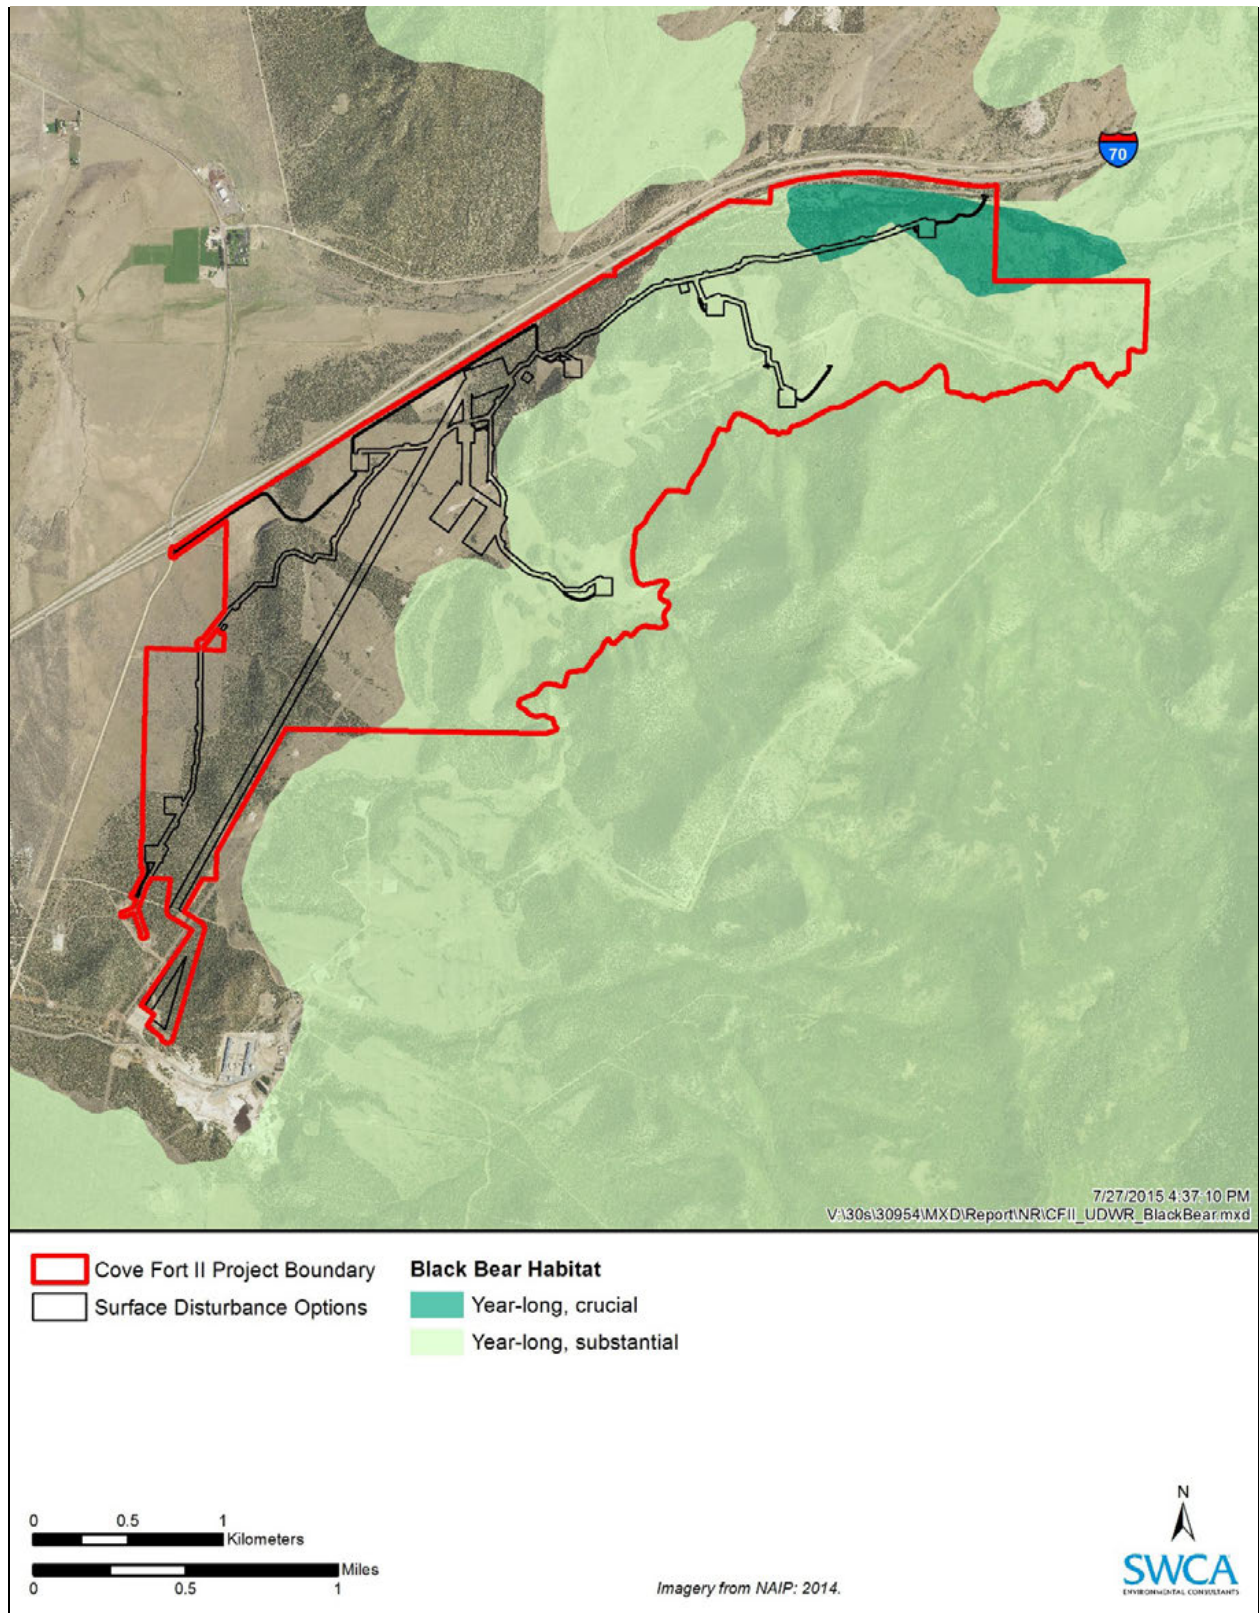 70
7/27/2015 4:37:10 PM
V:\30s\30954\MXD\Report\NR\CFII_UDWR_BlackBear.mxd
Cove Fort II Project Boundary
Surface Disturbance Options
Black Bear Habitat
Year-long, crucial
Year-long, substantial
0 0.5 1
Kilometers
Miles
0 0.5 1
Imagery from NAIP: 2014.
N
SWCA
ENVIRONMENTAL CONSULTANTS